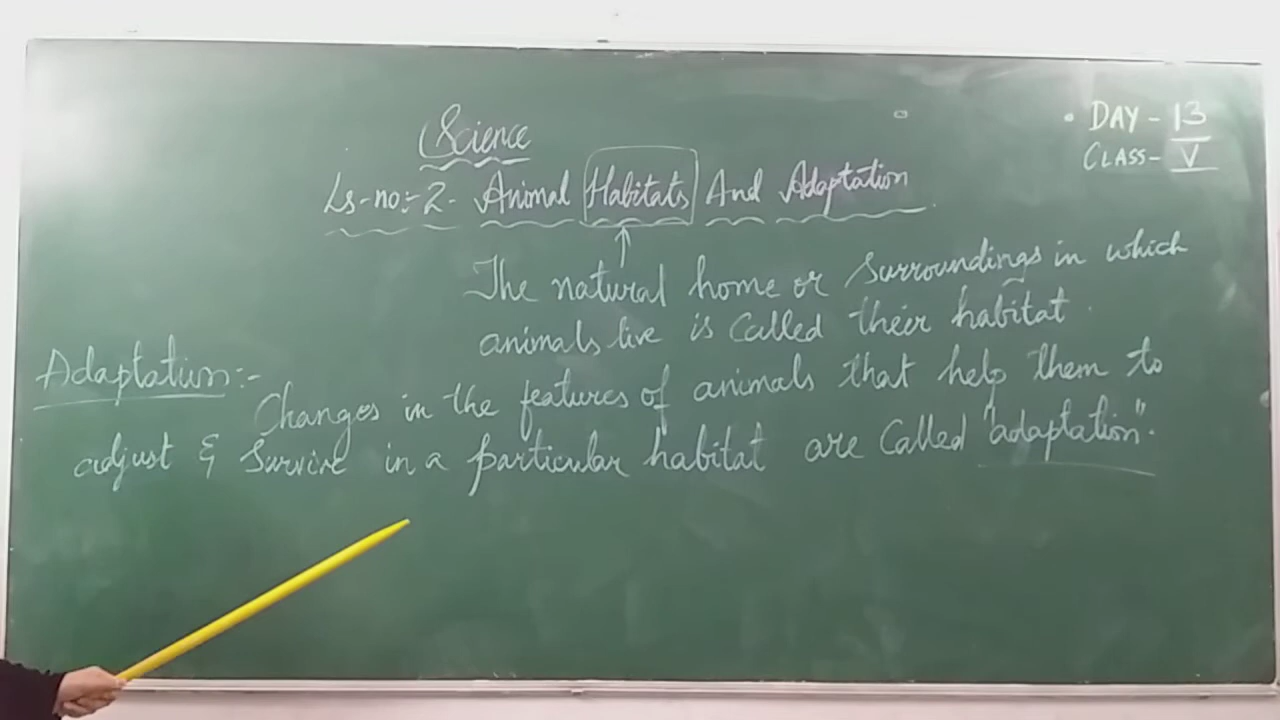 DAY - 13
CLASS - V
Science
Ls-no:- 2 - Animal Habitats And Adaptation
The natural home or surroundings in which
animals live is called their habitat.
Adaptation:-
Changes in the features of animals that help them to
adjust & survive in a particular habitat are called "adaptation".